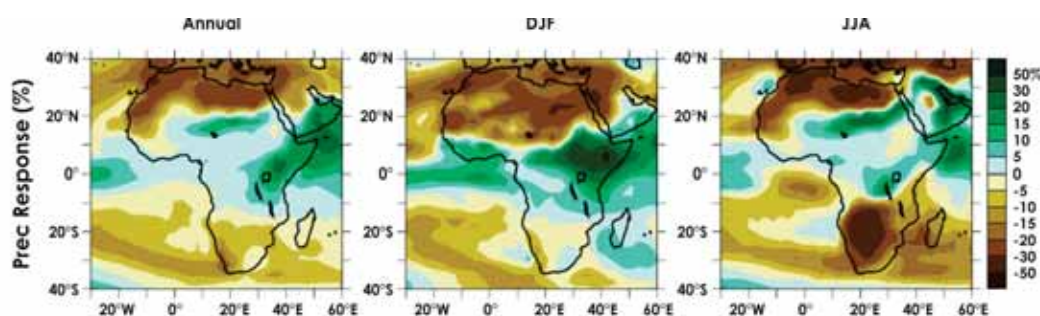 Annual DJF JJA
Prec Response (%)
40°N 40°N 40°N
20°N 20°N 20°N
0° 0° 0°
20°S 20°S 20°S
40°S 40°S 40°S
20°W 0° 20°E 40°E 60°E 20°W 0° 20°E 40°E 60°E 20°W 0° 20°E 40°E 60°E
50%
30
20
15
10
5
0
-5
-10
-15
-20
-30
-50